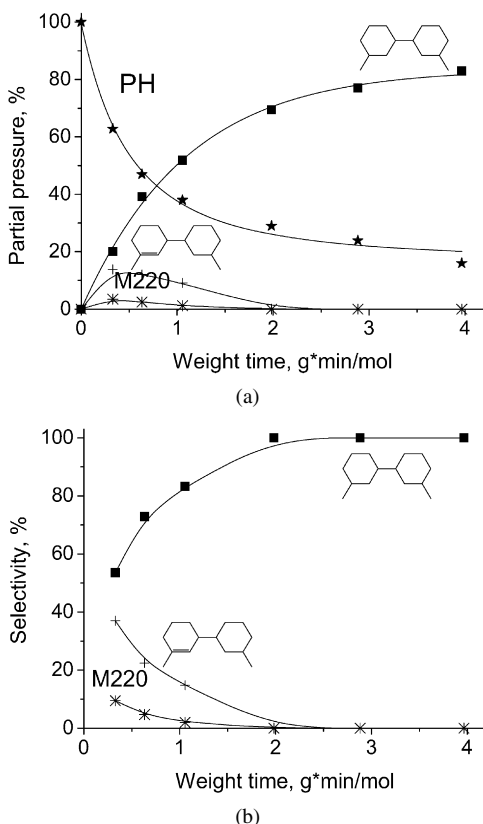 100
80
60
40
20
0
Partial pressure, %
PH
M220
0 1 2 3 4
Weight time, g*min/mol
(a)
100
80
60
40
20
0
Selectivity, %
M220
0 1 2 3 4
Weight time, g*min/mol
(b)